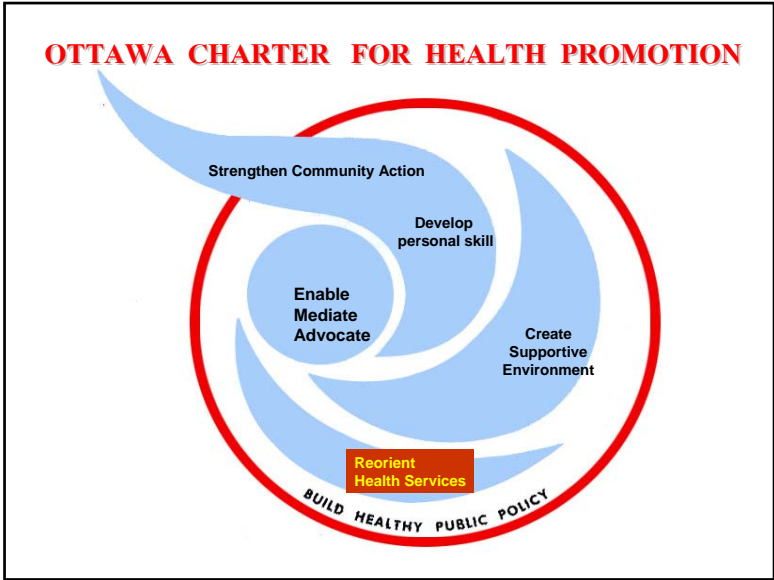 OTTAWA CHARTER FOR HEALTH PROMOTION
Strengthen Community Action
Develop
personal skill
Enable
Mediate
Advocate
Create
Supportive
Environment
Reorient
Health Services
BUILD HEALTHY PUBLIC POLICY